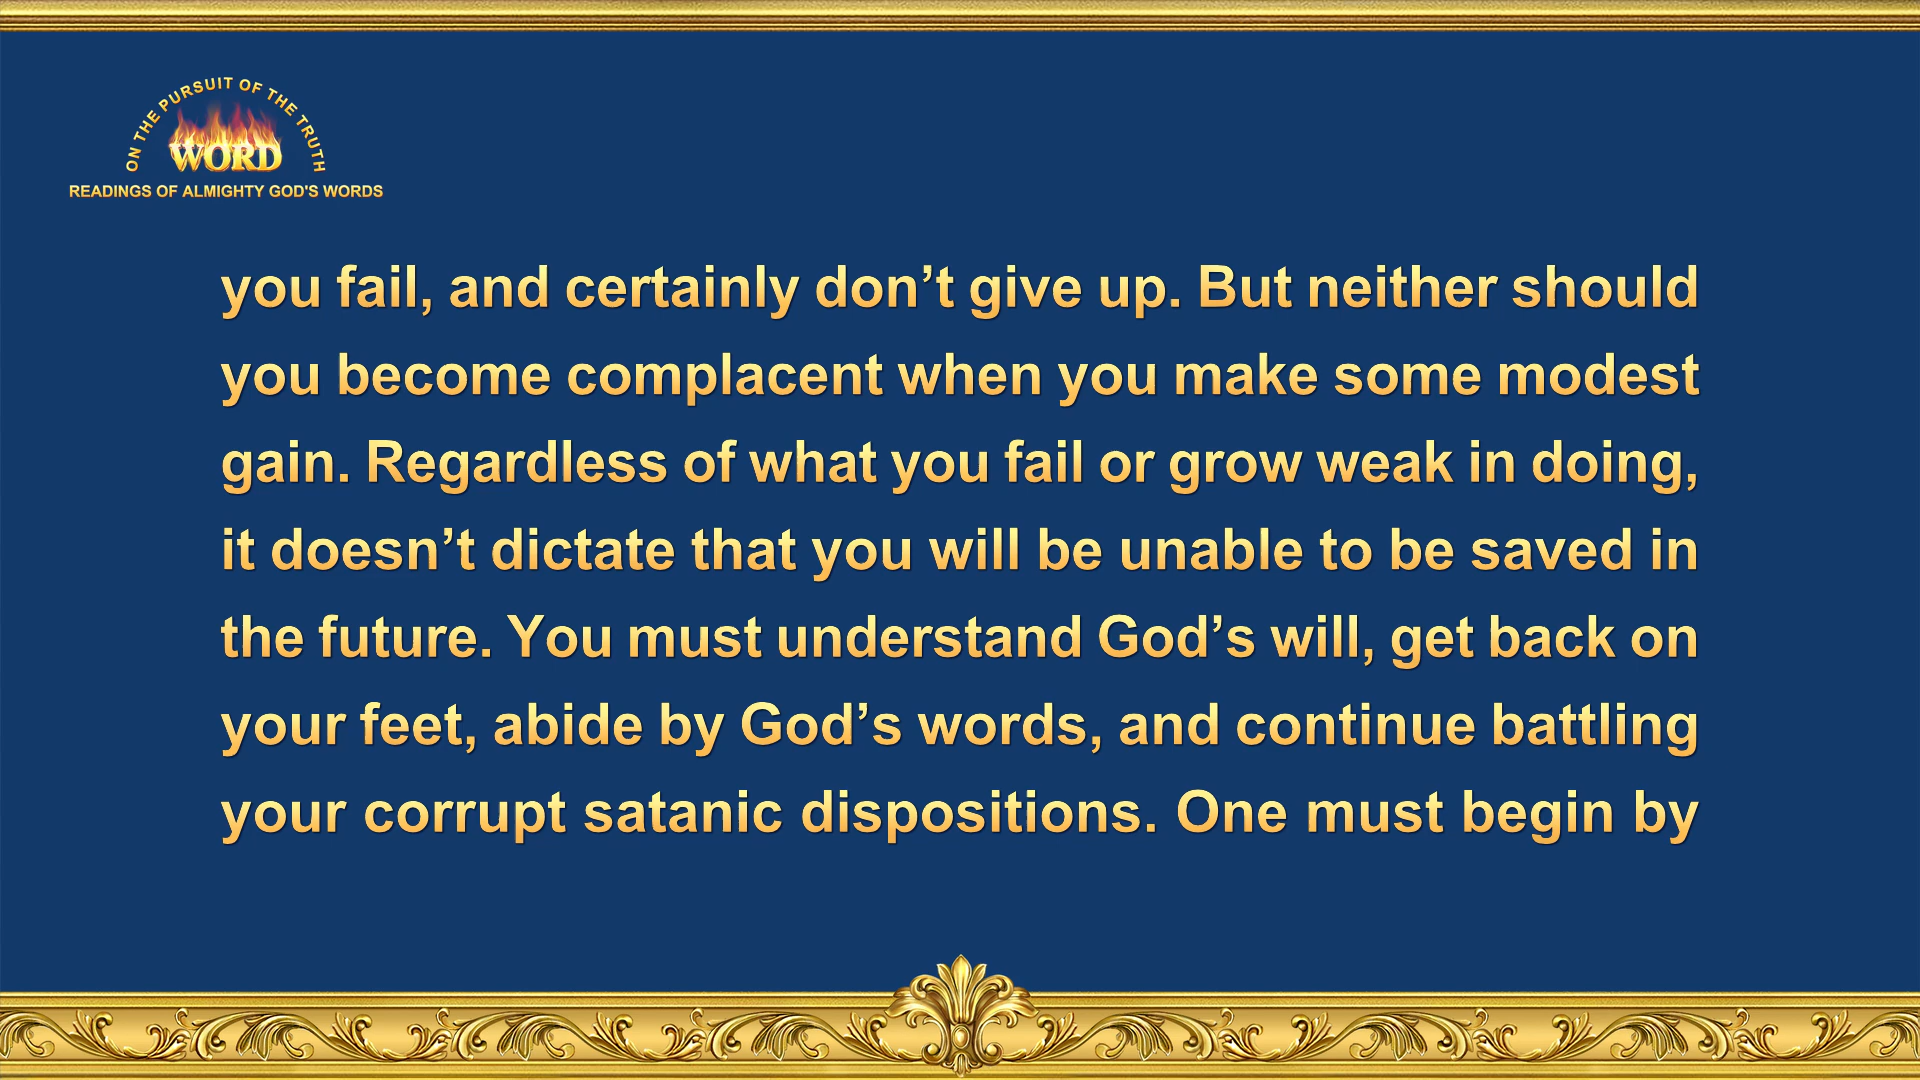 ON THE PURSUIT OF THE TRUTH
WORD
READINGS OF ALMIGHTY GOD'S WORDS
you fail, and certainly don’t give up. But neither should
you become complacent when you make some modest
gain. Regardless of what you fail or grow weak in doing,
it doesn’t dictate that you will be unable to be saved in
the future. You must understand God’s will, get back on
your feet, abide by God’s words, and continue battling
your corrupt satanic dispositions. One must begin by